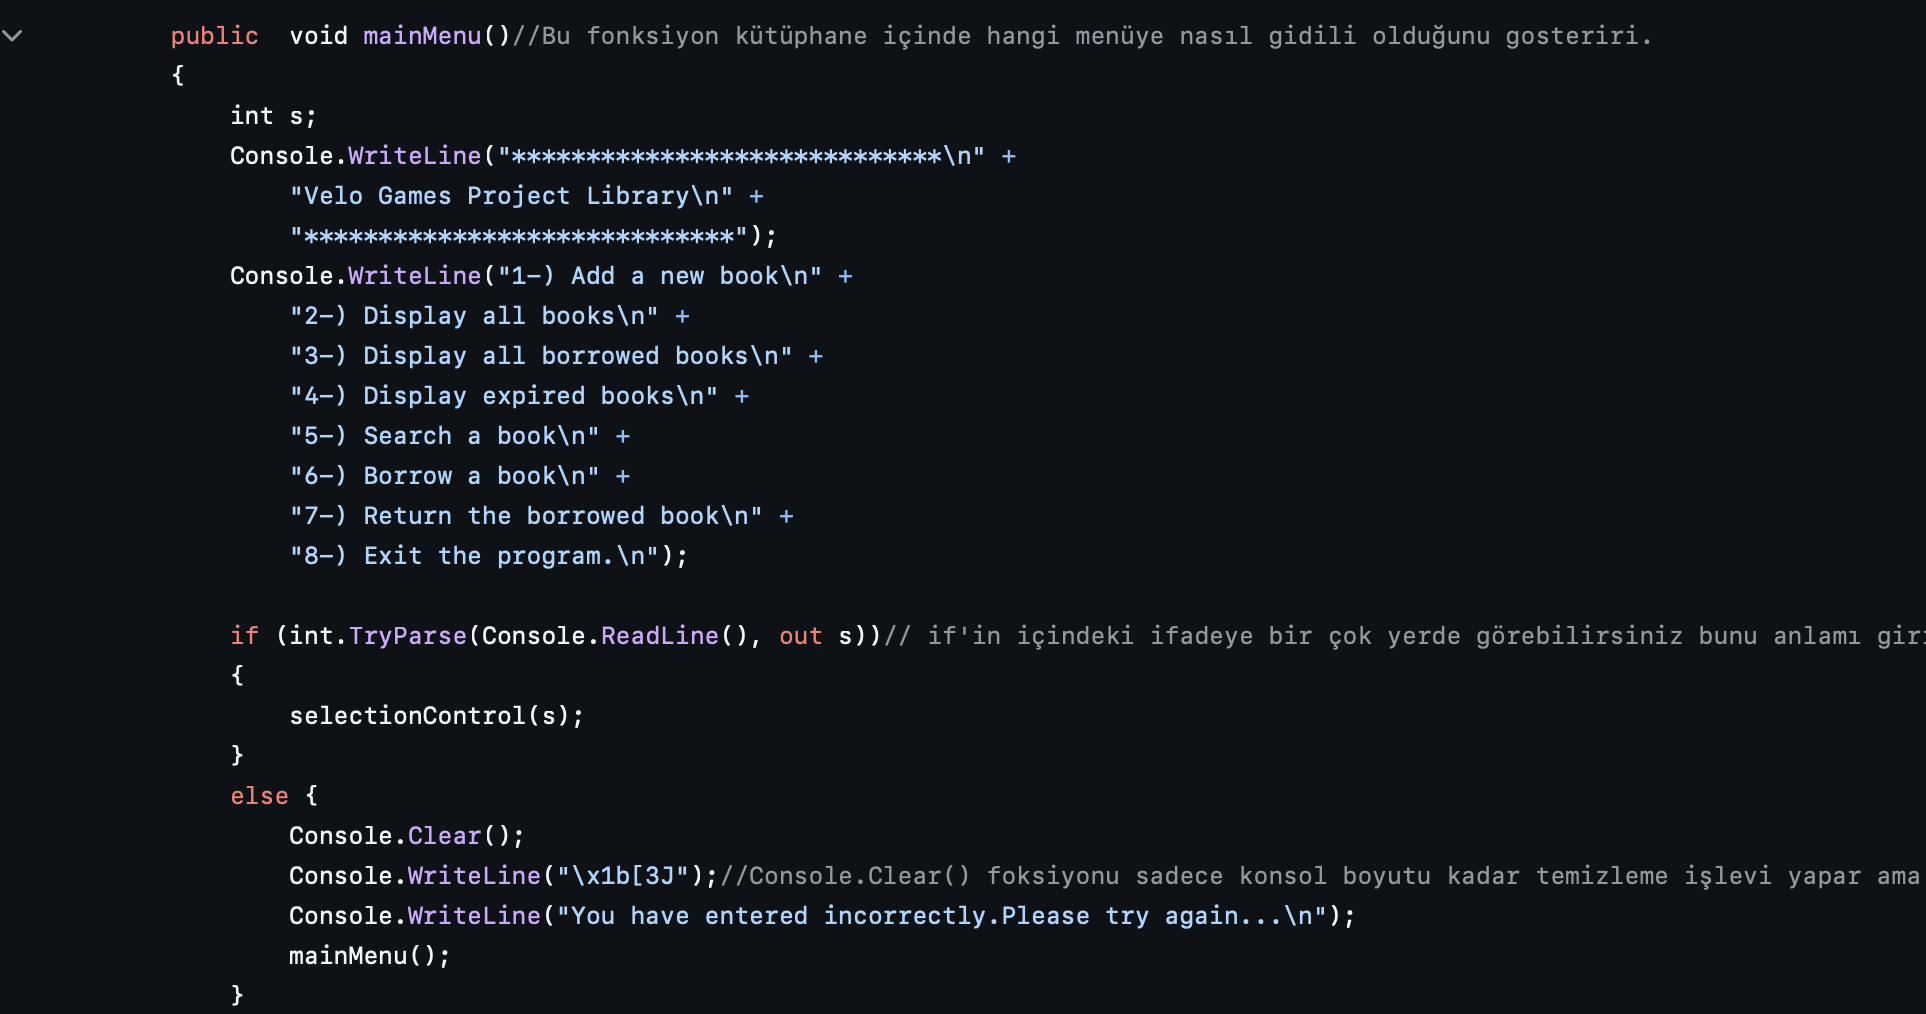 public  void mainMenu()//Bu fonksiyon kütüphane içinde hangi menüye nasıl gidili olduğunu gosteriri.
{
int s;
Console.WriteLine("*****************************\n" +
"Velo Games Project Library\n" +
"*****************************");
Console.WriteLine("1-) Add a new book\n" +
"2-) Display all books\n" +
"3-) Display all borrowed books\n" +
"4-) Display expired books\n" +
"5-) Search a book\n" +
"6-) Borrow a book\n" +
"7-) Return the borrowed book\n" +
"8-) Exit the program.\n");
if (int.TryParse(Console.ReadLine(), out s))// if'in içindeki ifadeye bir çok yerde görebilirsiniz bunu anlamı
{
selectionControl(s);
}
else {
Console.Clear();
Console.WriteLine("\x1b[3J");//Console.Clear() foksiyonu sadece konsol boyutu kadar temizleme işlevi yapar ama
Console.WriteLine("You have entered incorrectly.Please try again...\n");
mainMenu();
}